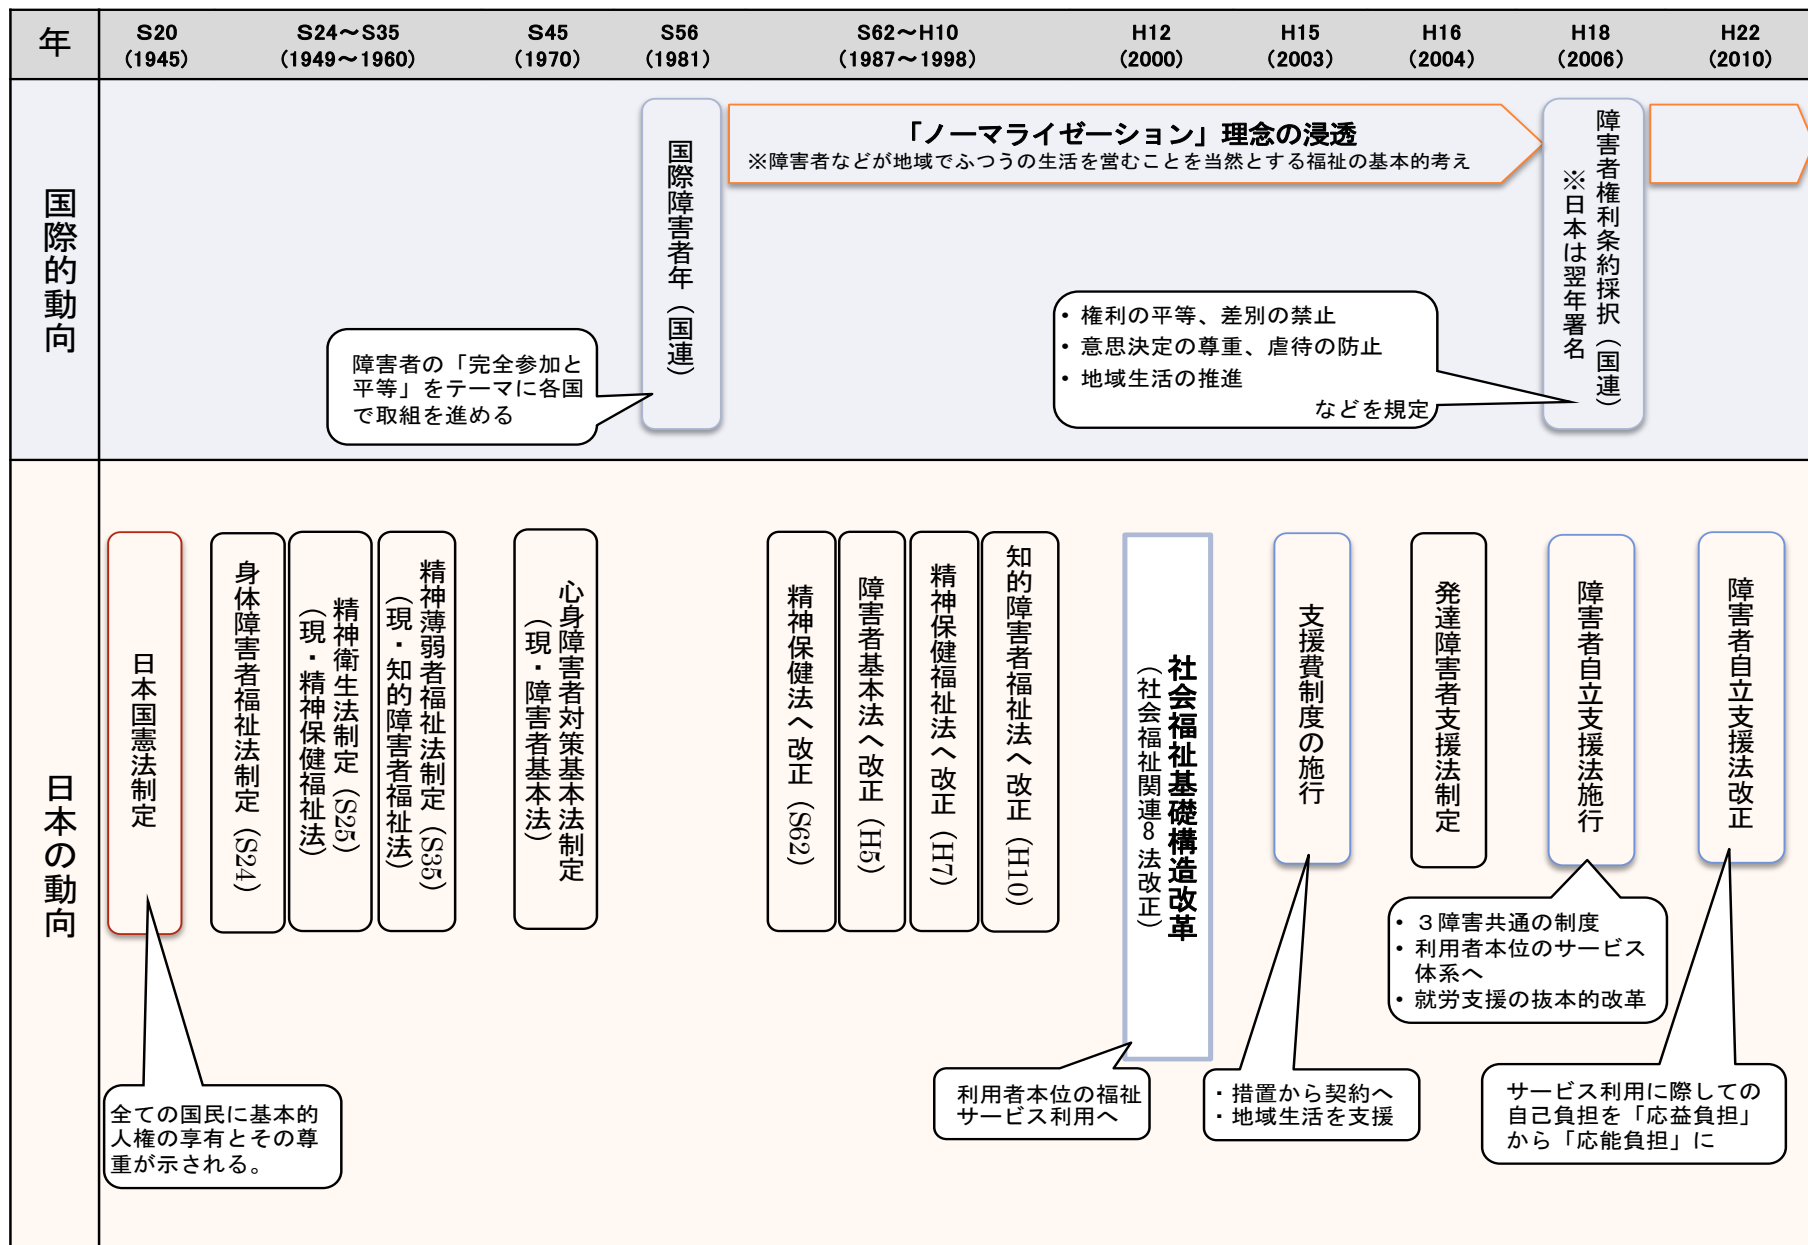 年
S20
(1945)
S24～S35
(1949～1960)
S45
(1970)
S56
(1981)
S62～H10
(1987～1998)
H12
(2000)
H15
(2003)
H16
(2004)
H18
(2006)
H22
(2010)
国際的動向
国際障害者年（国連）
障害者の「完全参加と
平等」をテーマに各国
で取組を進める
「ノーマライゼーション」理念の浸透
※障害者などが地域でふつうの生活を営むことを当然とする福祉の基本的考え
障害者権利条約採択（国連）
※日本は翌年署名
・権利の平等、差別の禁止
・意思決定の尊重、虐待の防止
・地域生活の推進
などを規定
日本の動向
日本国憲法制定
全ての国民に基本的
人権の享有とその尊
重が示される。
身体障害者福祉法制定（S24）
精神衛生法制定（S25）
（現・精神保健福祉法）
精神薄弱者福祉法制定（S35）
（現・知的障害者福祉法）
心身障害者対策基本法制定
（現・障害者基本法）
精神保健法へ改正（S62）
障害者基本法へ改正（H5）
精神保健福祉法へ改正（H7）
知的障害者福祉法へ改正（H10）
社会福祉基礎構造改革
（社会福祉関連8法改正）
利用者本位の福祉
サービス利用へ
支援費制度の施行
・措置から契約へ
・地域生活を支援
発達障害者支援法制定
障害者自立支援法施行
・３障害共通の制度
・利用者本位のサービス
体系へ
・就労支援の抜本的改革
障害者自立支援法改正
サービス利用に際しての
自己負担を「応益負担」
から「応能負担」に